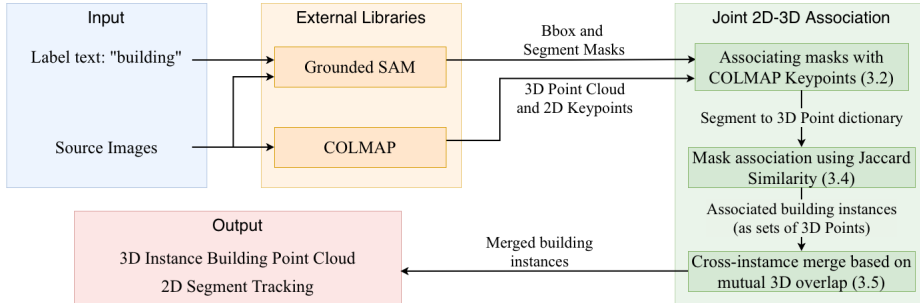 Input
Label text: "building"
Source Images
External Libraries
Grounded SAM
COLMAP
Bbox and
Segment Masks
3D Point Cloud
and 2D Keypoints
Joint 2D-3D Association
Associating masks with
COLMAP Keypoints (3.2)
Segment to 3D Point dictionary
Mask association using Jaccard
Similarity (3.4)
Associated building instances
(as sets of 3D Points)
Cross-instamce merge based on
mutual 3D overlap (3.5)
Merged building
instances
Output
3D Instance Building Point Cloud
2D Segment Tracking